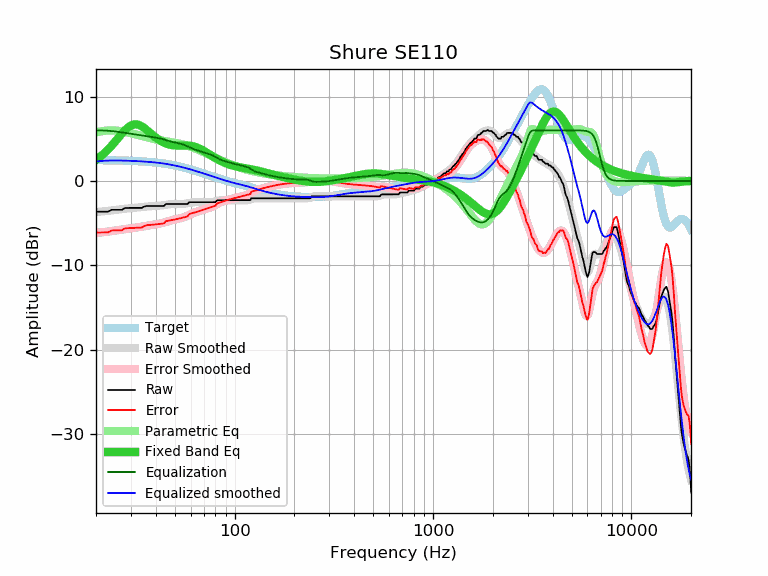 Shure SE110
Amplitude (dBr)
10
0
−10
−20
−30
Target
Raw Smoothed
Error Smoothed
Raw
Error
Parametric Eq
Fixed Band Eq
Equalization
Equalized smoothed
100
1000
10000
Frequency (Hz)